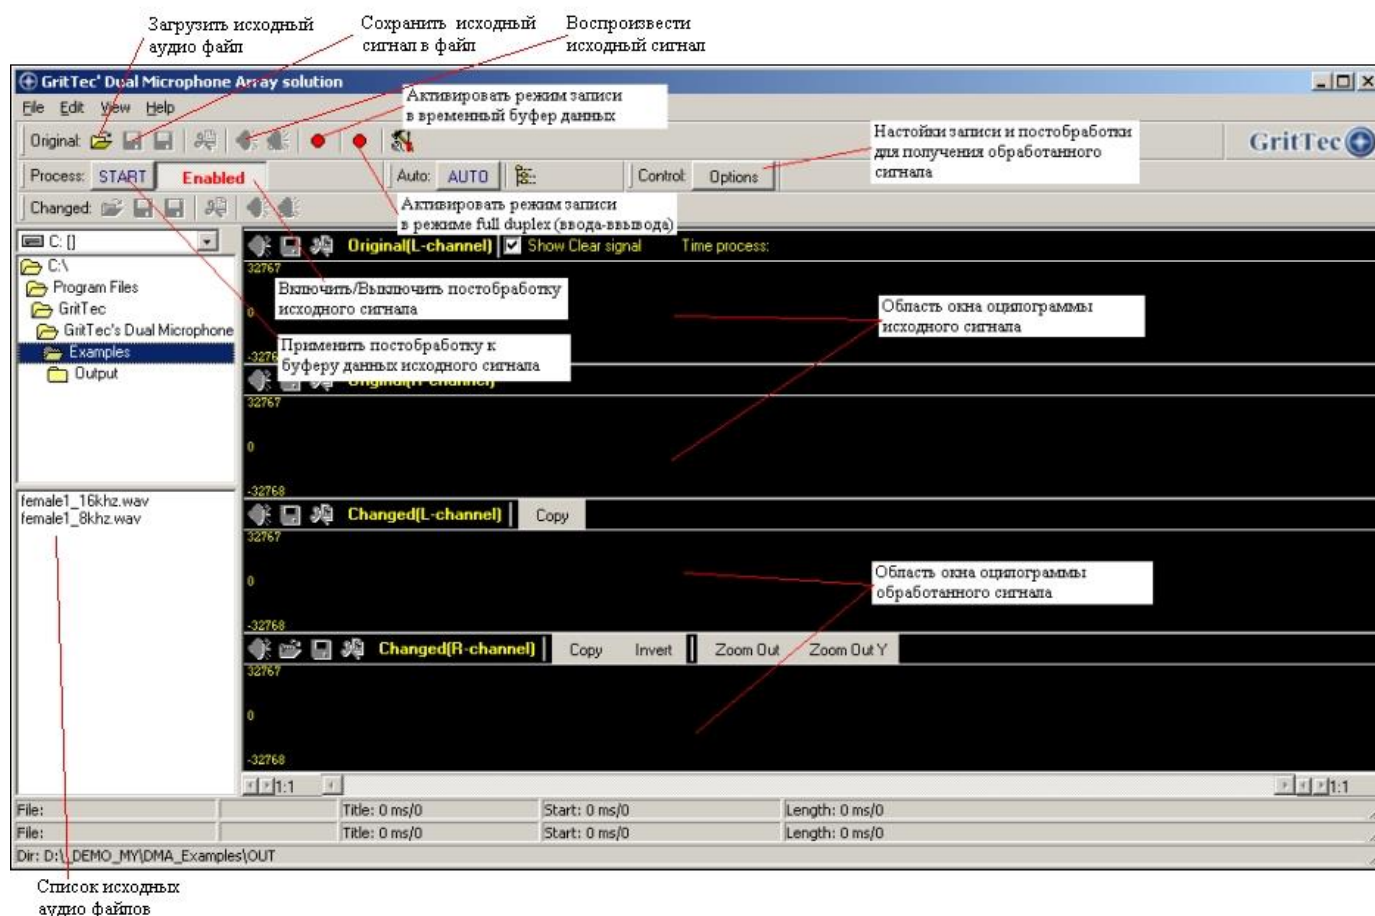 Загрузить исходный
аудио файл
Сохранить исходный
сигнал в файл
Воспроизвести
исходный сигнал
GritTec' Dual Microphone Array solution
File Edit View Help
Активировать режим записи
в временный буфер данных
Original:
Настойки записи и постобработки
для получения обработанного
сигнала
GritTec
Process: START Enabled Auto: AUTO Control: Options
Changed:
Активировать режим записи
в режиме full duplex (ввода-ввывода)
C: []
Original(L-channel) Show Clear signal Time process:
C:\
Program Files
GritTec
GritTec's Dual Microphone
Examples
Output
32767
0
Включить/Выключить постобработку
исходного сигнала
Область окна оцилограммы
исходного сигнала
Применить постобработку к
буферу данных исходного сигнала
32767
0
-32768
female1_16khz.wav
female1_8khz.wav
Changed(L-channel) Copy
32767
0
-32768
Область окна оцилограммы
обработанного сигнала
Changed(R-channel) Copy Invert Zoom Out Zoom Out Y
32767
0
-32768
1:1 1:1
File: Title: 0 ms/0 Start: 0 ms/0 Length: 0 ms/0
File: Title: 0 ms/0 Start: 0 ms/0 Length: 0 ms/0
Dir: D:\_DEMO_MY\DMA_Examples\OUT
Список исходных
аудио файлов